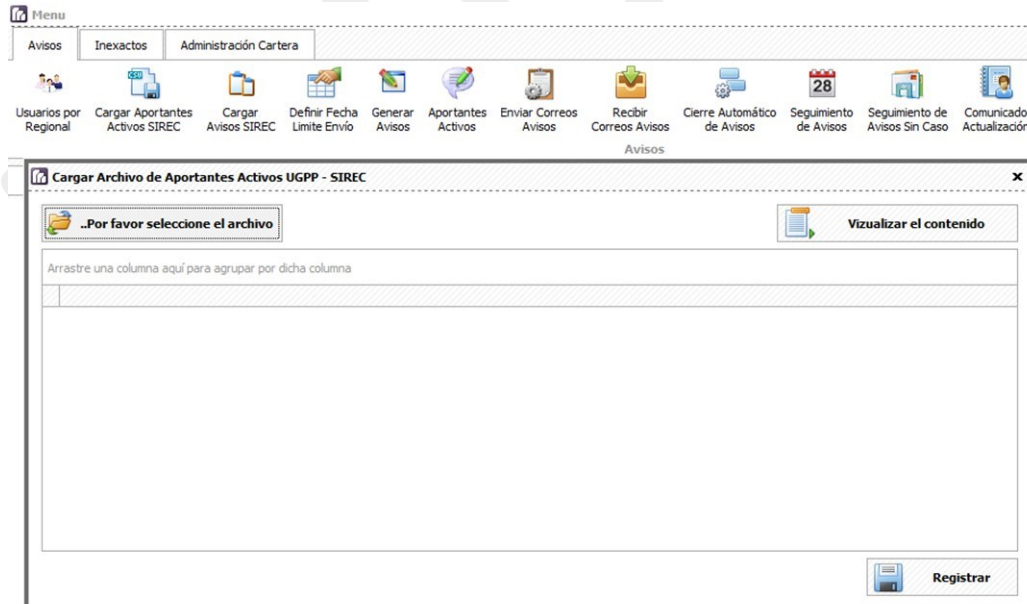 Menu
Avisos Inexactos Administración Cartera
Usuarios por Regional
Cargar Aportantes Activos SIREC
Cargar Avisos SIREC
Definir Fecha Limite Envío
Generar Avisos
Aportantes Activos
Enviar Correos Avisos
Recibir Correos Avisos
Cierre Automático de Avisos
28
Seguimiento de Avisos
Seguimiento de Avisos Sin Caso
Comunicado Actualización
Avisos
Cargar Archivo de Aportantes Activos UGPP - SIREC
..Por favor seleccione el archivo
Vizualizar el contenido
Arrastre una columna aquí para agrupar por dicha columna
Registrar